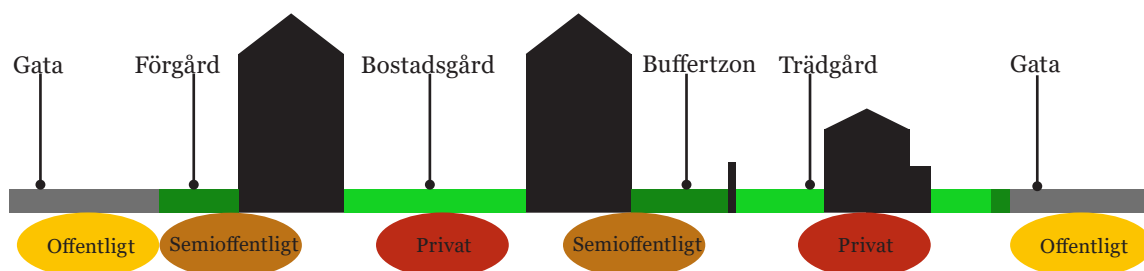 Gata
Förgård
Bostadsgård
Buffertzon
Trädgård
Gata
Offentligt
Semioffentligt
Privat
Semioffentligt
Privat
Offentligt